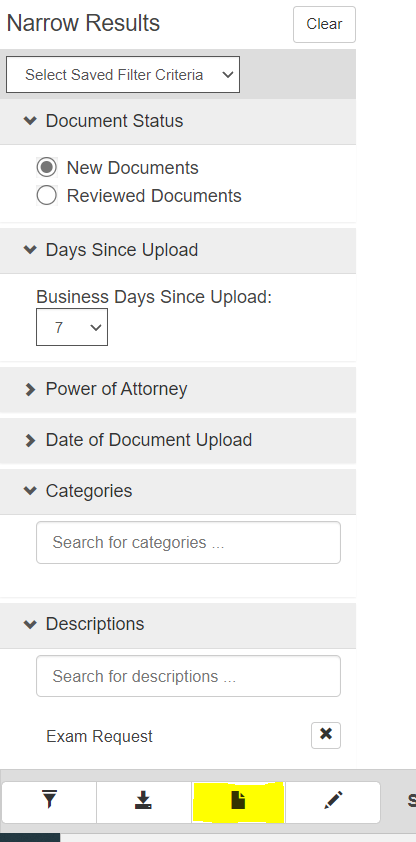 Narrow Results
Clear
Select Saved Filter Criteria
Document Status
New Documents
Reviewed Documents
Days Since Upload
Business Days Since Upload:
7
Power of Attorney
Date of Document Upload
Categories
Search for categories ...
Descriptions
Search for descriptions ...
Exam Request